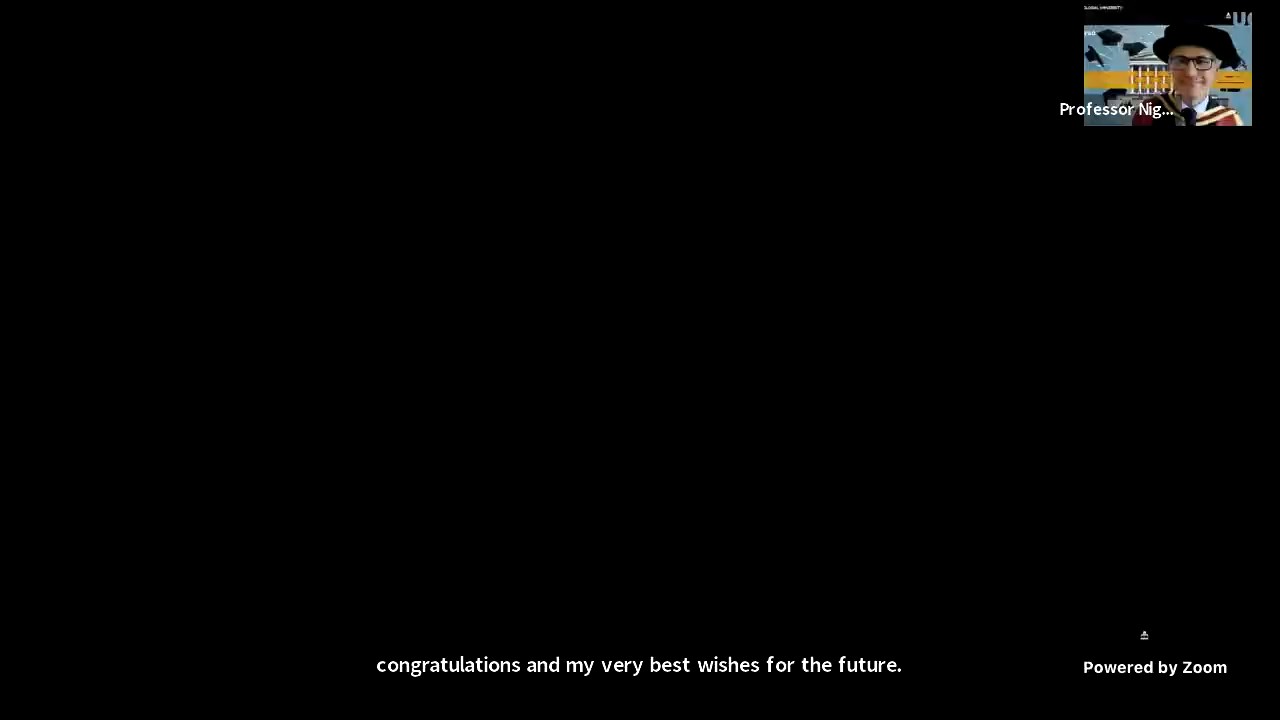 Professor Nig...
congratulations and my very best wishes for the future.
Powered by Zoom